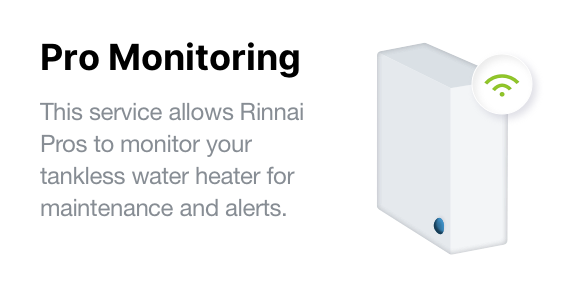 Pro Monitoring
This service allows Rinnai
Pros to monitor your
tankless water heater for
maintenance and alerts.